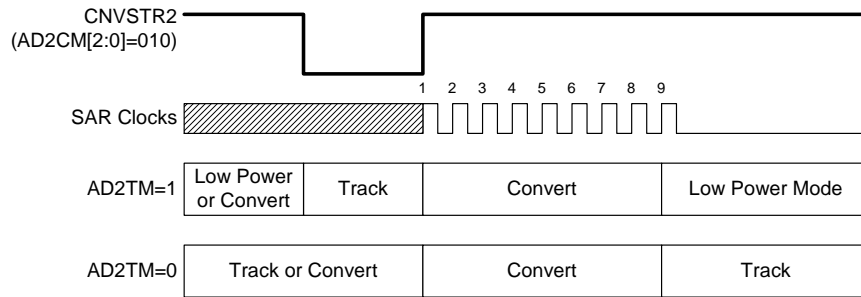 CNVSTR2
(AD2CM[2:0]=010)
1 2 3 4 5 6 7 8 9
SAR Clocks
AD2TM=1
Low Power
or Convert
Track
Convert
Low Power Mode
AD2TM=0
Track or Convert
Convert
Track